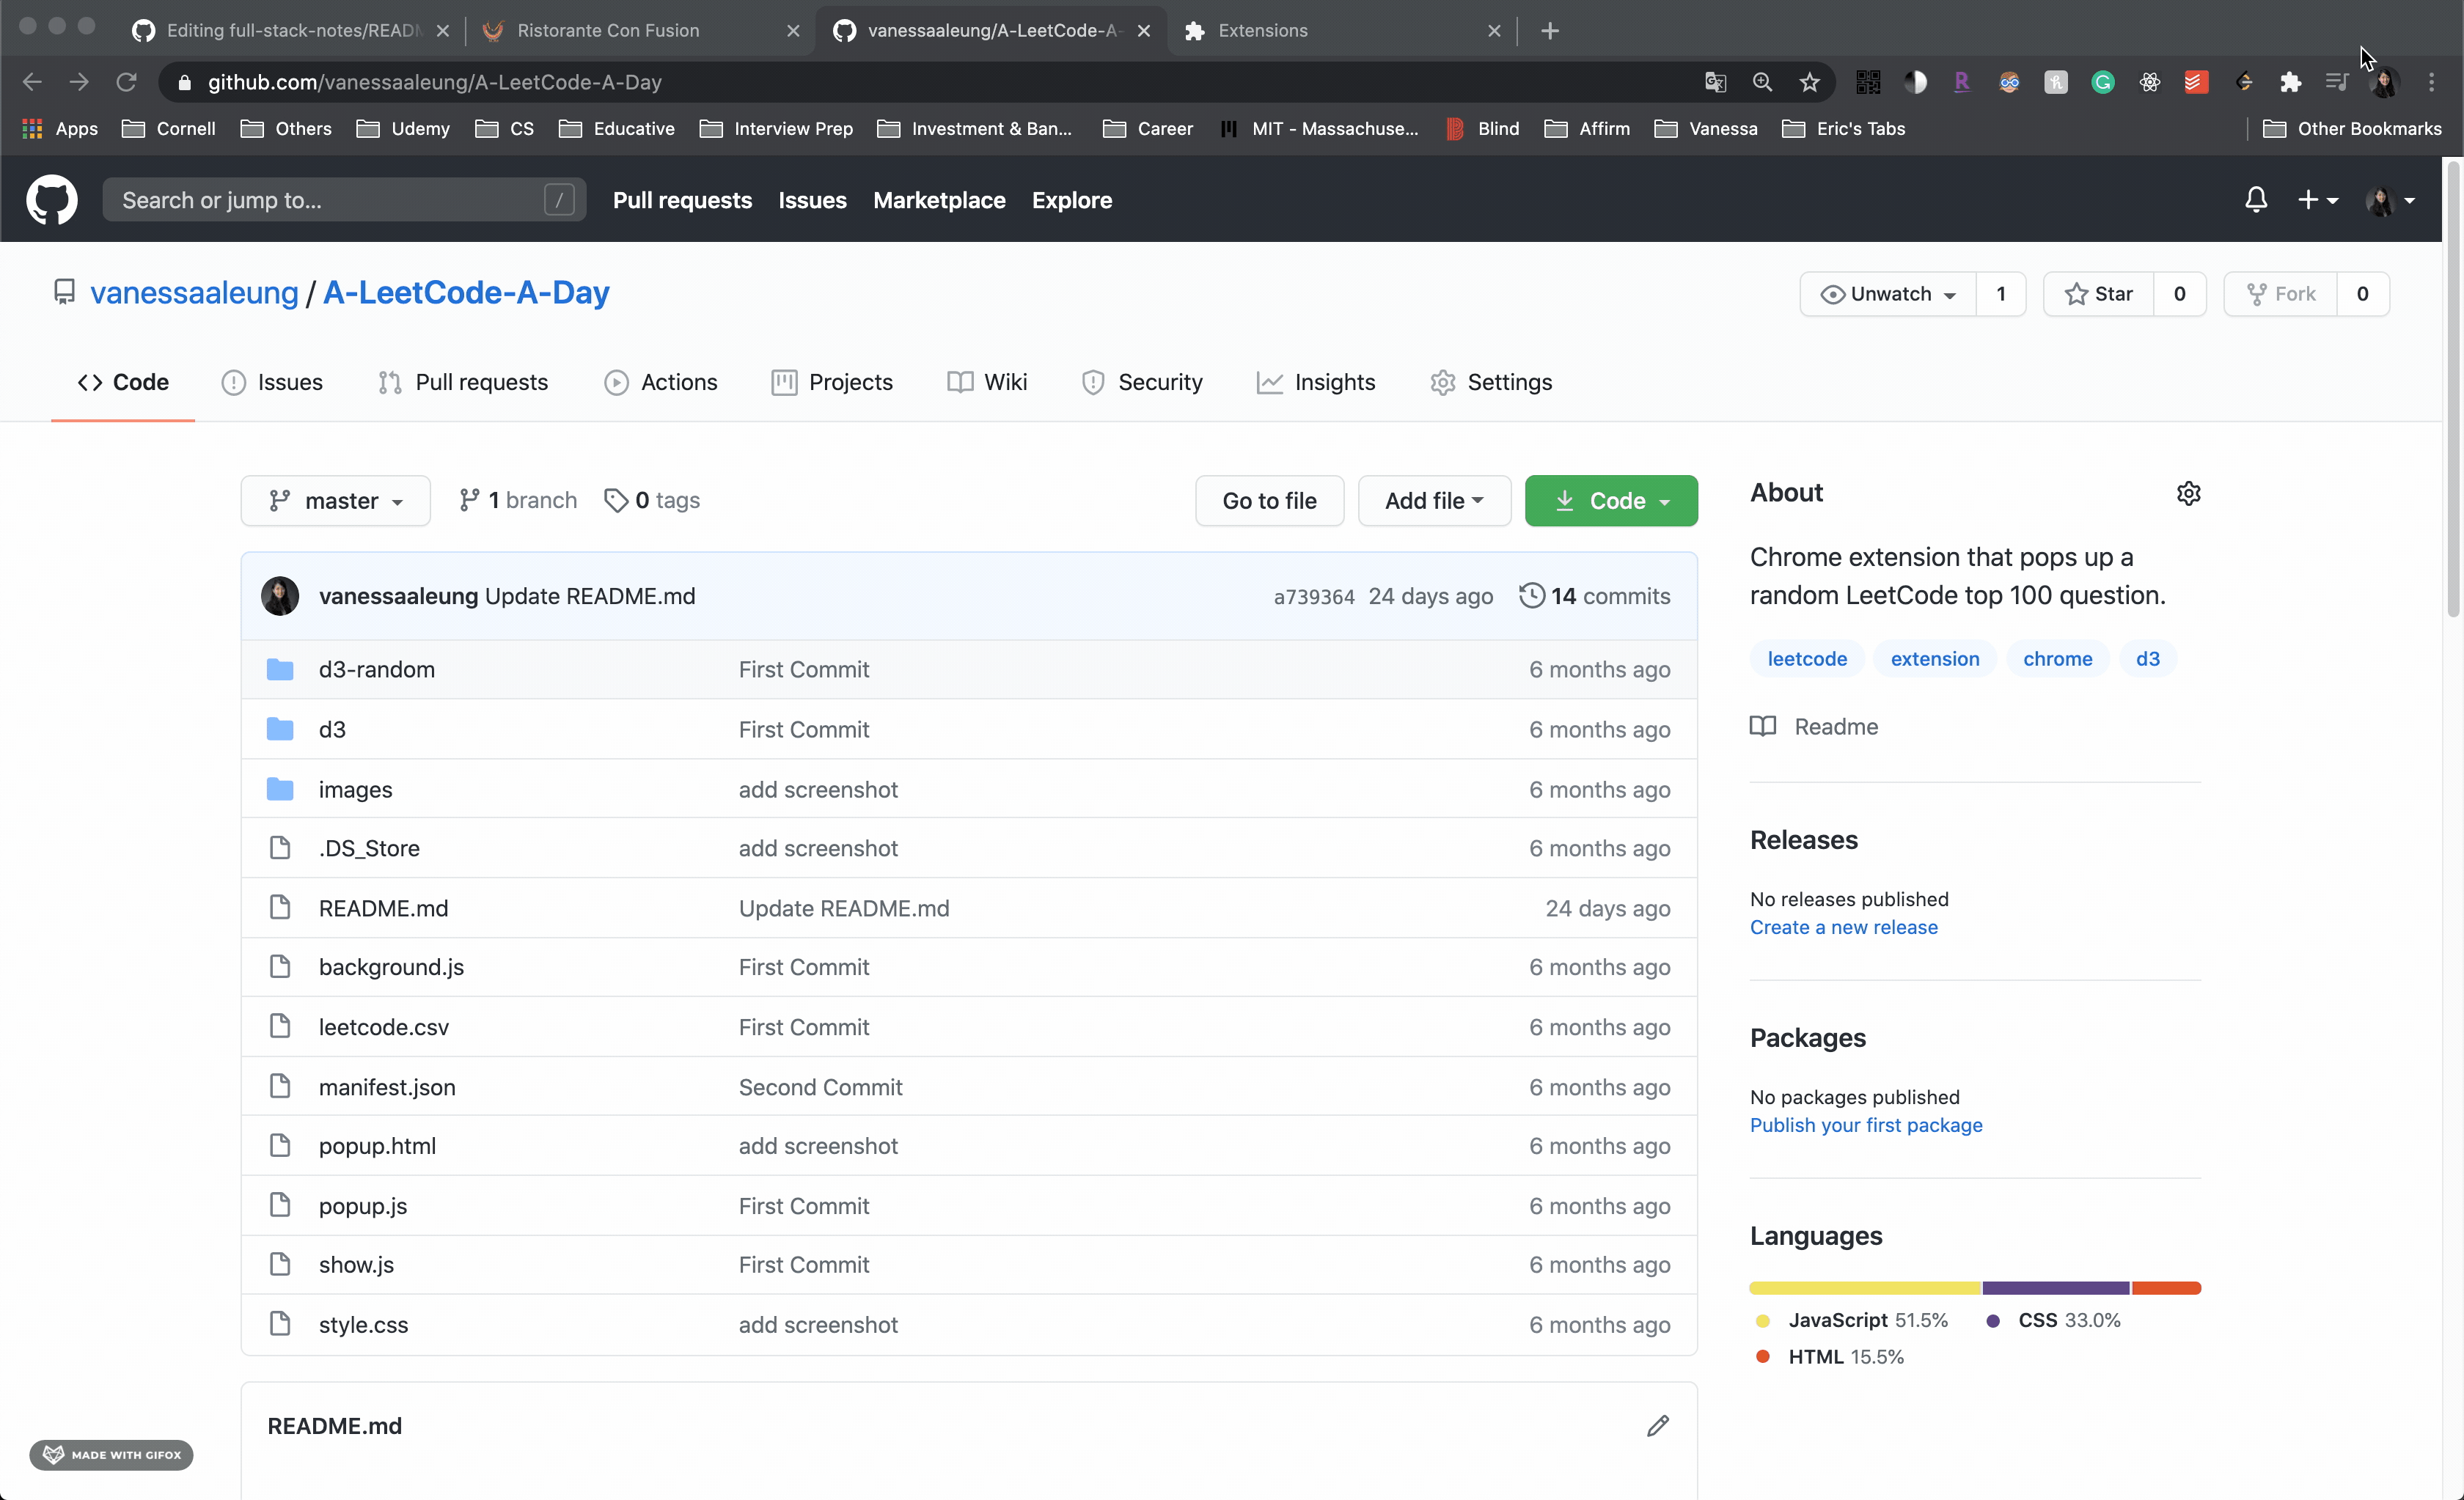 Editing full-stack-notes/READM
Ristorante Con Fusion
vanessaaleung/A-LeetCode-A-
Extensions
github.com/vanessaaleung/A-LeetCode-A-Day
Apps Cornell Others Udemy CS Educative Interview Prep Investment & Ban... Career MIT - Massachuse... Blind Affirm Vanessa Eric's Tabs Other Bookmarks
Search or jump to... / Pull requests Issues Marketplace Explore
vanessaaleung / A-LeetCode-A-Day
Unwatch 1 Star 0 Fork 0
Code Issues Pull requests Actions Projects Wiki Security Insights Settings
master 1 branch 0 tags Go to file Add file Code
vanessaaleung Update README.md a739364 24 days ago 14 commits
d3-random First Commit 6 months ago
d3 First Commit 6 months ago
images add screenshot 6 months ago
.DS_Store add screenshot 6 months ago
README.md Update README.md 24 days ago
background.js First Commit 6 months ago
leetcode.csv First Commit 6 months ago
manifest.json Second Commit 6 months ago
popup.html add screenshot 6 months ago
popup.js First Commit 6 months ago
show.js First Commit 6 months ago
style.css add screenshot 6 months ago
README.md
About
Chrome extension that pops up a
random LeetCode top 100 question.
leetcode extension chrome d3
Readme
Releases
No releases published
Create a new release
Packages
No packages published
Publish your first package
Languages
JavaScript 51.5% CSS 33.0%
HTML 15.5%
MADE WITH GIFOX